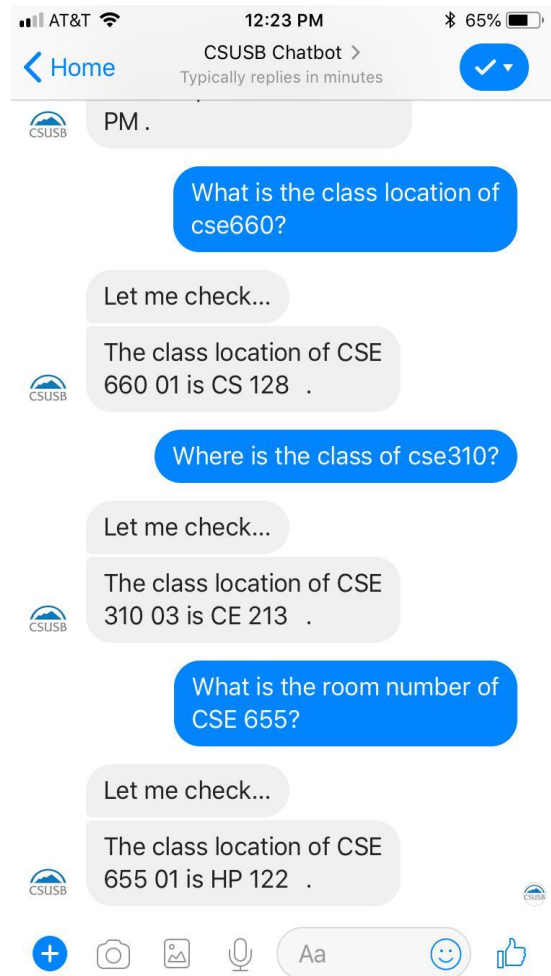 AT&T 12:23 PM 65%
Home CSUSB Chatbot >
Typically replies in minutes
PM .
CSUSB
What is the class location of
cse660?
Let me check...
The class location of CSE
660 01 is CS 128 .
CSUSB
Where is the class of cse310?
Let me check...
The class location of CSE
310 03 is CE 213 .
CSUSB
What is the room number of
CSE 655?
Let me check...
The class location of CSE
655 01 is HP 122 .
CSUSB
CSUSB
Aa